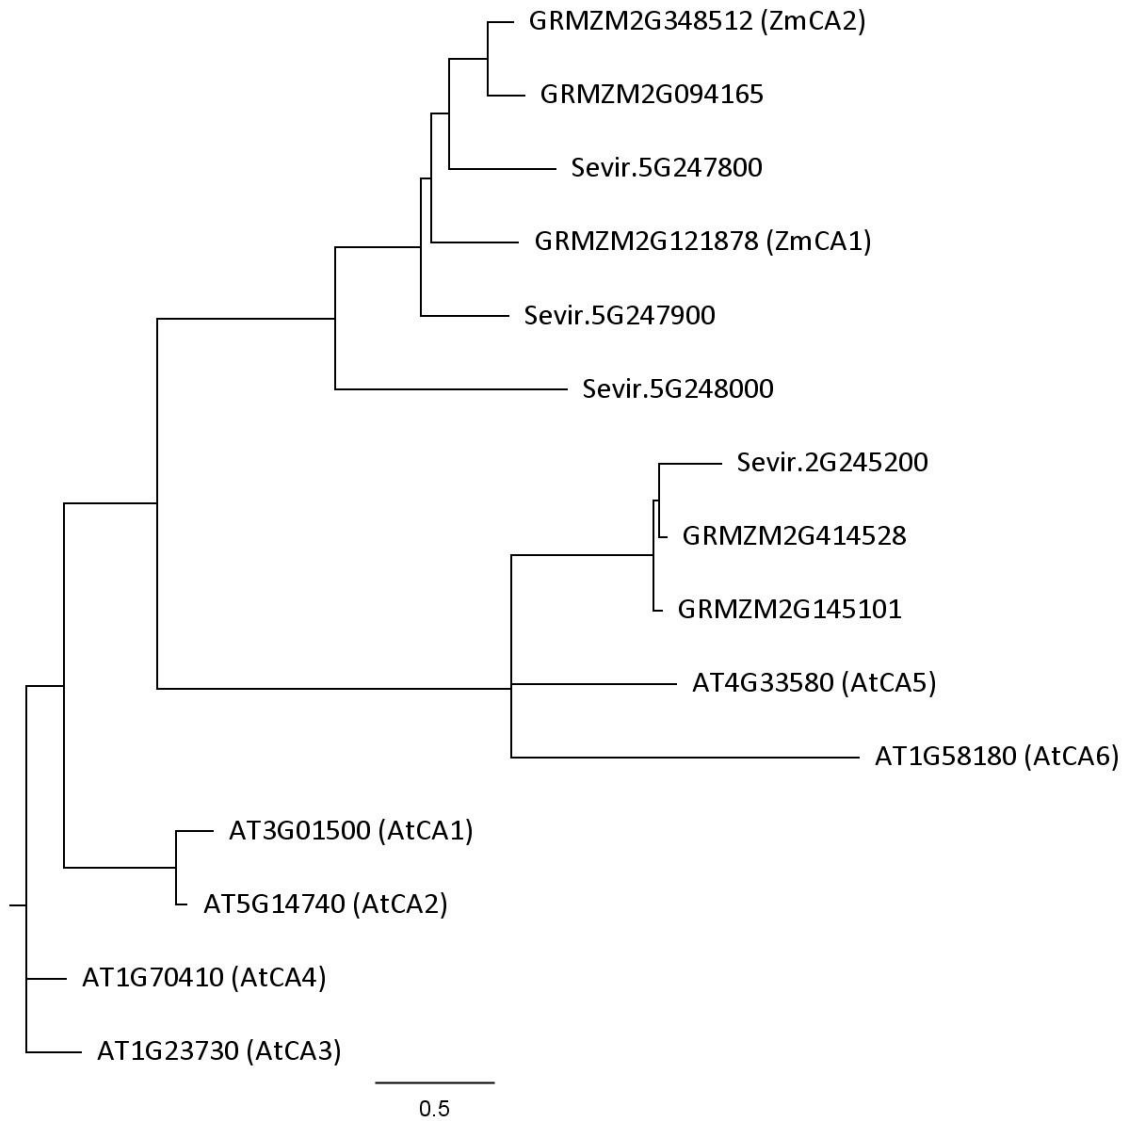 GRMZM2G348512 (ZmCA2)
GRMZM2G094165
Sevir.5G247800
GRMZM2G121878 (ZmCA1)
Sevir.5G247900
Sevir.5G248000
Sevir.2G245200
GRMZM2G414528
GRMZM2G145101
AT4G33580 (AtCA5)
AT1G58180 (AtCA6)
AT3G01500 (AtCA1)
AT5G14740 (AtCA2)
AT1G70410 (AtCA4)
AT1G23730 (AtCA3)
0.5